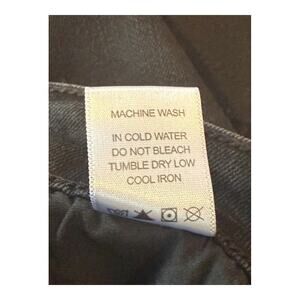 MACHINE WASH
IN COLD WATER
DO NOT BLEACH
TUMBLE DRY LOW
COOL IRON